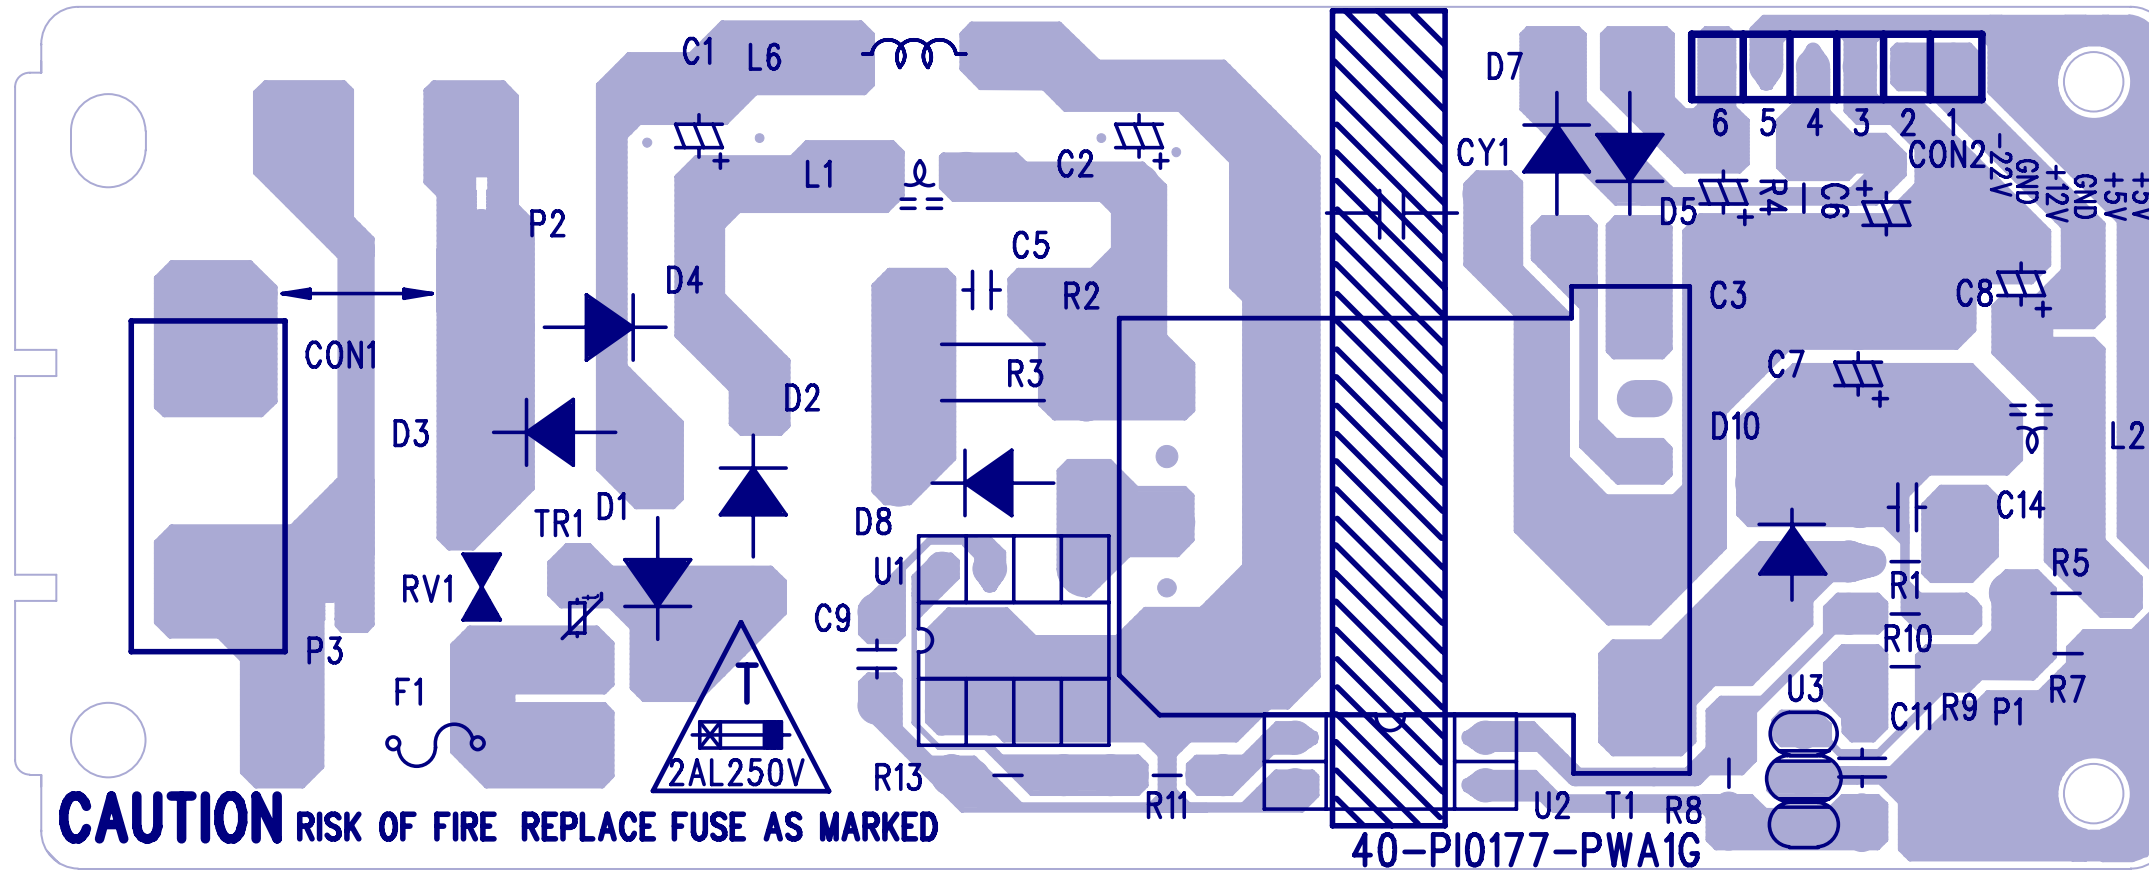 C1
L6
D7
6 5 4 3 2 1
CON2
CY1
C2
L1
-22V
GND
+12V
GND
+5V
+5V
D5
R4
C6
P2
C5
D4
R2
C3
C8
CON1
R3
C7
D2
D3
D10
L2
D1
TR1
D8
C14
U1
R5
RV1
R1
C9
R10
P3
F1
T
U3
R7
C11
R9
P1
2AL250V
R13
R11
U2
T1
R8
CAUTION RISK OF FIRE REPLACE FUSE AS MARKED
40-PI0177-PWA1G